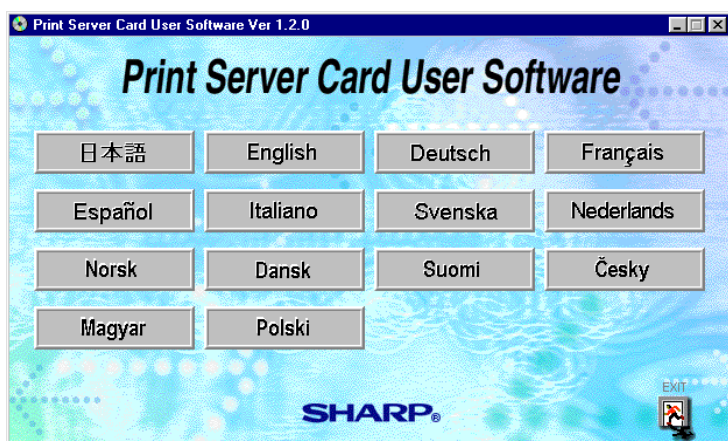 Print Server Card User Software Ver 1.2.0
Print Server Card User Software
日本語 English Deutsch Français
Español Italiano Svenska Nederlands
Norsk Dansk Suomi Česky
Magyar Polski
EXIT
SHARP®